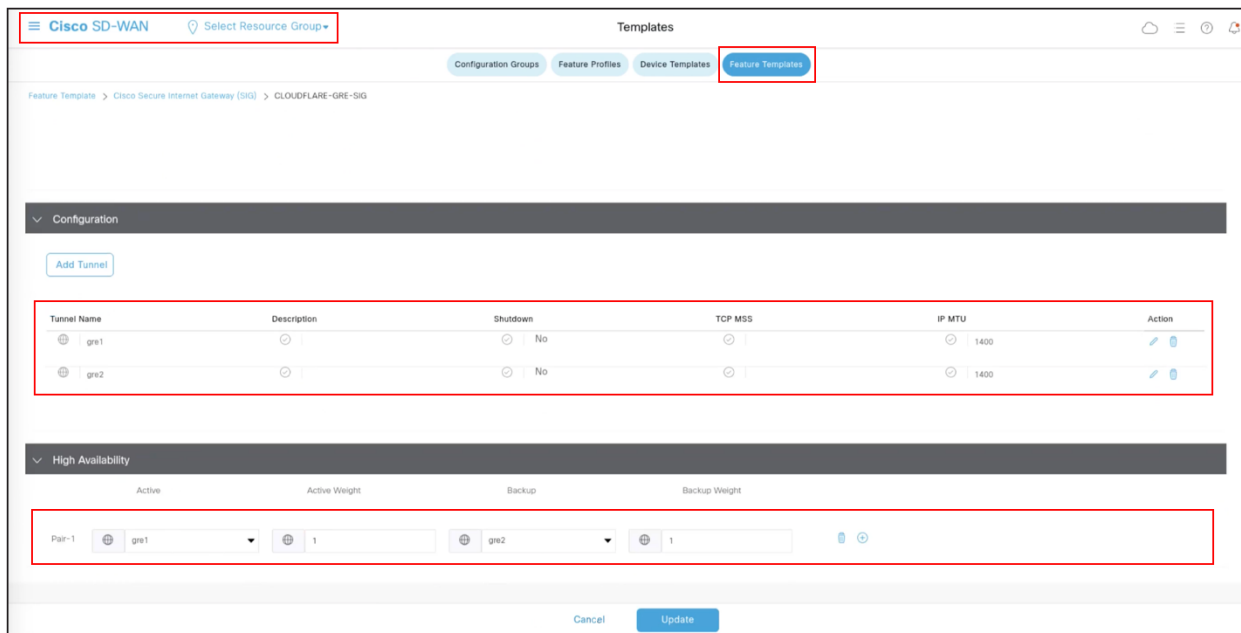 Cisco SD-WAN Select Resource Group Templates
Configuration Groups Feature Profiles Device Templates Feature Templates
Feature Template > Cisco Secure Internet Gateway (SIG) > CLOUDFLARE-GRE-SIG
Configuration
Add Tunnel
Tunnel Name Description Shutdown TCP MSS IP MTU Action
gre1 No 1400
gre2 No 1400
High Availability
Active Active Weight Backup Backup Weight
Pair-1 gre1 1 gre2 1
Cancel Update